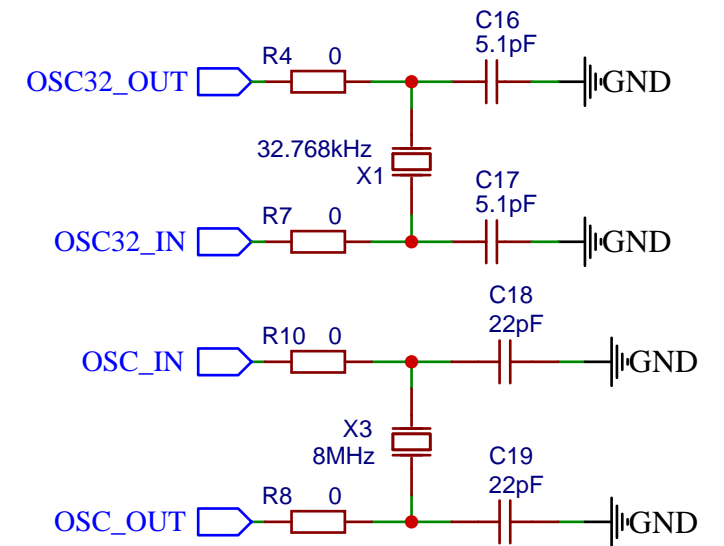 C16
5.1pF
R4 0
OSC32_OUT
GND
32.768kHz
X1
C17
5.1pF
R7 0
OSC32_IN
GND
C18
22pF
R10 0
OSC_IN
GND
X3
8MHz
C19
22pF
R8 0
OSC_OUT
GND